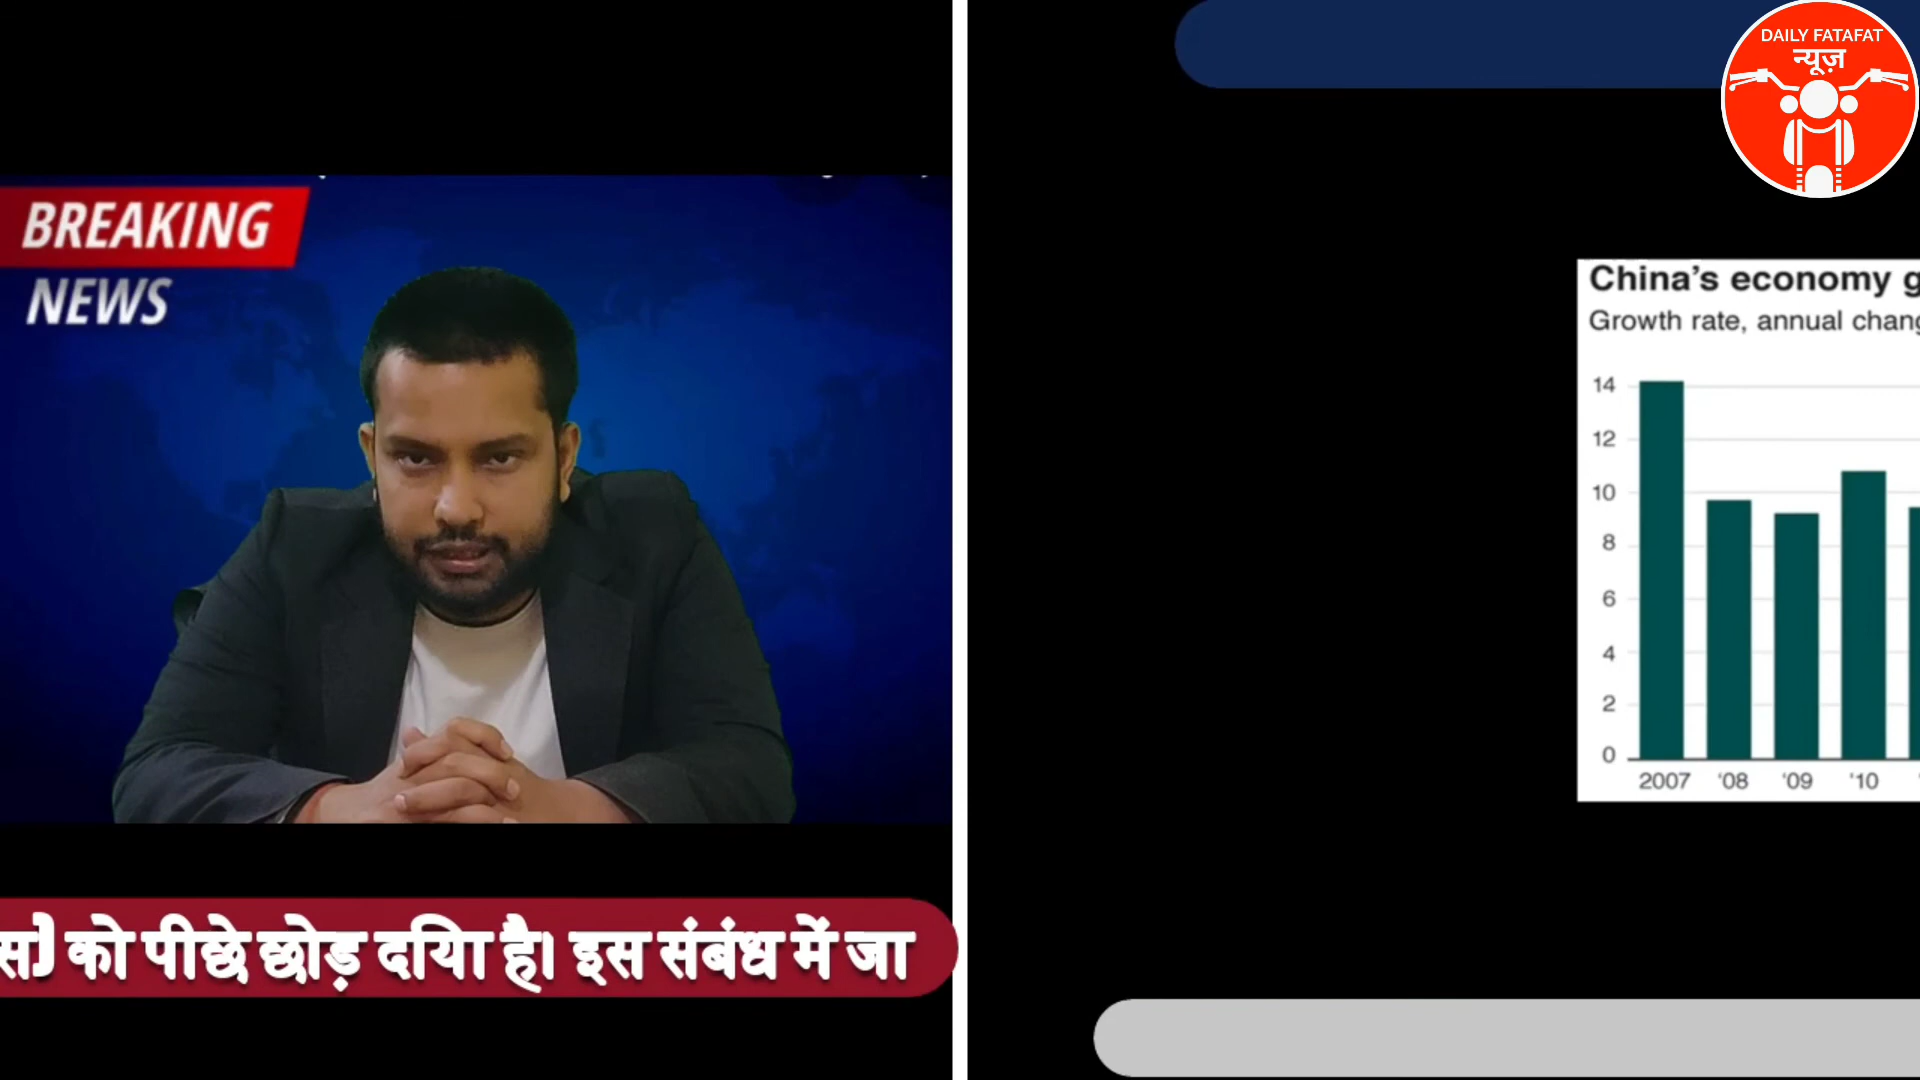 BREAKING
NEWS
को पीछे छोड़ दयिा है। इस संबंध में जा
DAILY FATAFAT
न्यूज़
China's economy
Growth rate, annual
14
12
10
8
6
4
2
0
2007 '08 '09 '10